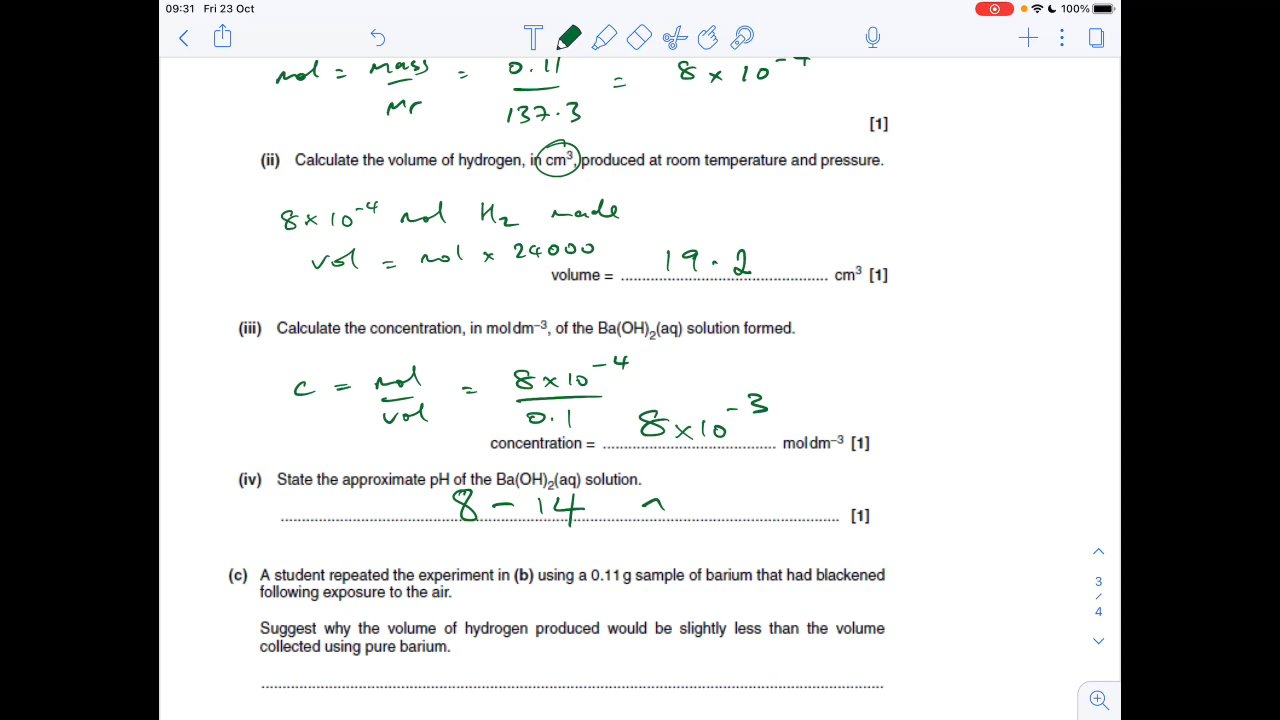 09:31 Fri 23 Oct 100%
mol = mass / Mr = 0.11 / 137.3 = 8 × 10⁻⁴
[1]
(ii) Calculate the volume of hydrogen, in cm³, produced at room temperature and pressure.
8×10⁻⁴ mol H₂ made
vol = mol × 24000
19.2
volume = ........ cm³ [1]
(iii) Calculate the concentration, in mol dm⁻³, of the Ba(OH)₂(aq) solution formed.
c = mol / vol = 8×10⁻⁴ / 0.1
8×10⁻³
concentration = ........ mol dm⁻³ [1]
(iv) State the approximate pH of the Ba(OH)₂(aq) solution.
8 – 14
........ [1]
(c) A student repeated the experiment in (b) using a 0.11 g sample of barium that had blackened
following exposure to the air.
Suggest why the volume of hydrogen produced would be slightly less than the volume
collected using pure barium.
3
/
4